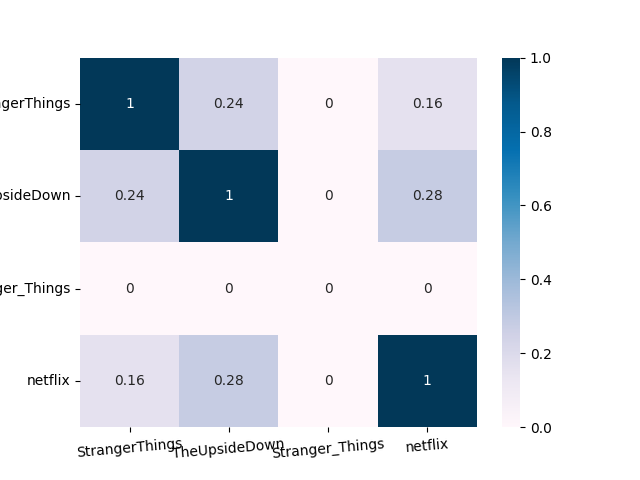 ngerThings 1 0.24 0 0.16
psideDown 0.24 1 0 0.28
ger_Things 0 0 0 0
netflix 0.16 0.28 0 1
StrangerThings TheUpsideDown Stranger_Things netflix
1.0
0.8
0.6
0.4
0.2
0.0